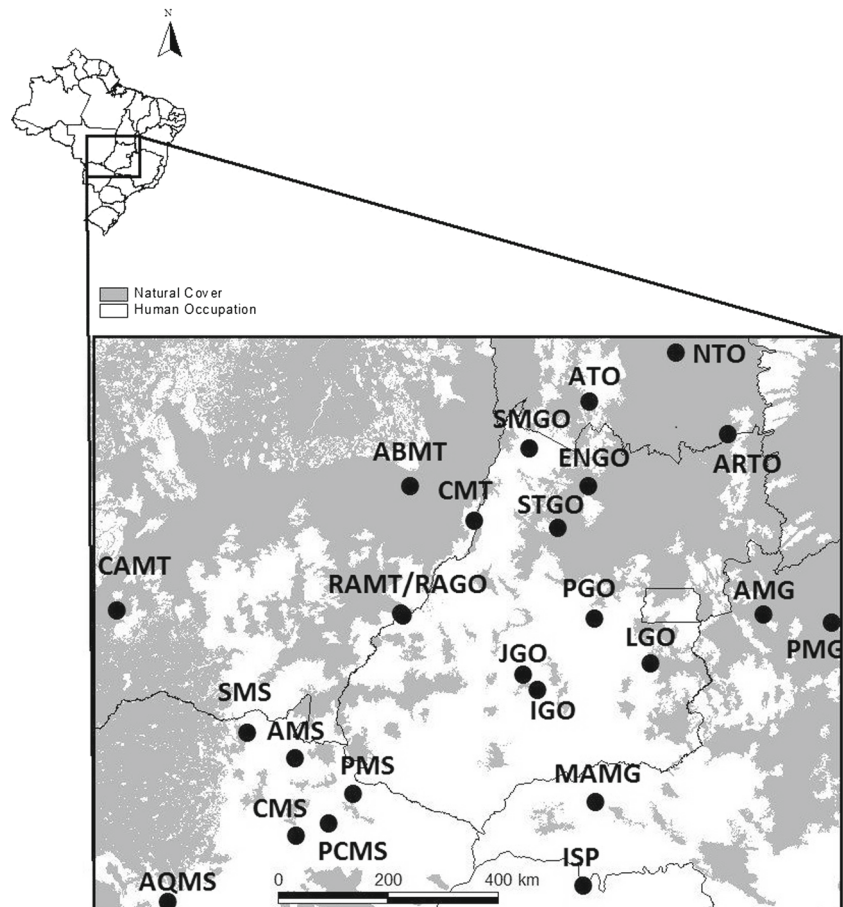 N
Natural Cover
Human Occupation
NTO
ATO
SMGO
ARTO
ABMT
ENGO
CMT
STGO
CAMT
RAMT/RAGO
PGO
AMG
LGO
PMG
JGO
SMS
IGO
AMS
PMS
MAMG
CMS
PCMS
ISP
AQMS
0 200 400 km